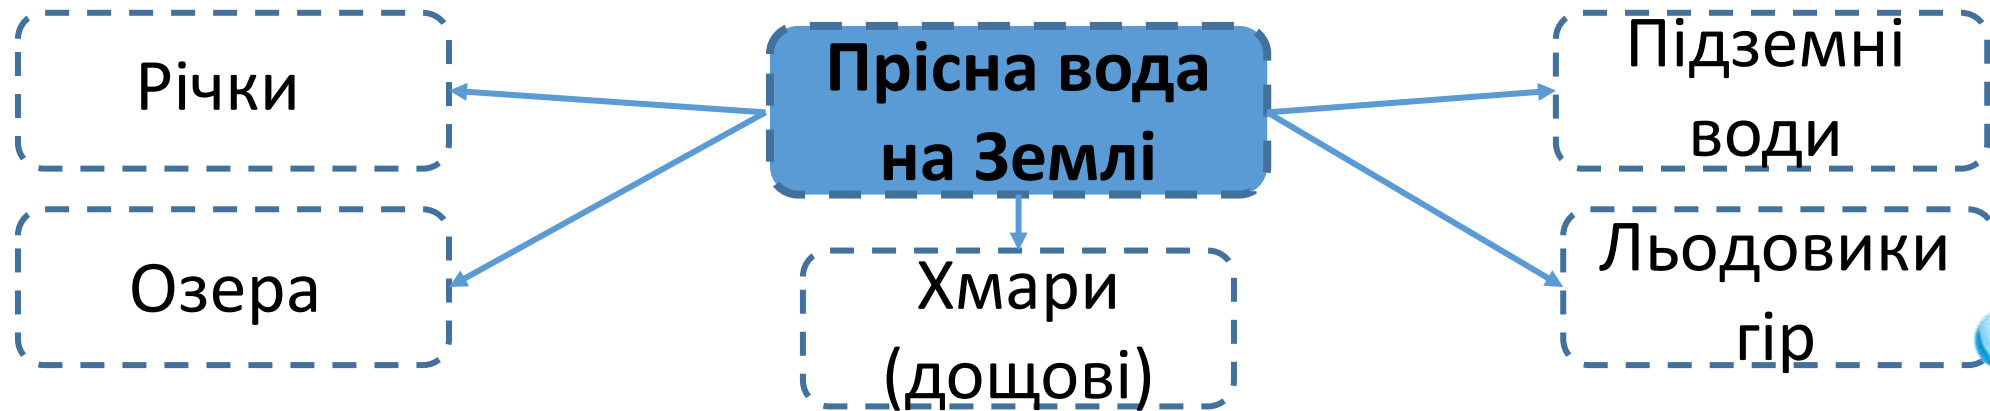 Річки
Озера
Прісна вода
на Землі
Хмари
(дощові)
Підземні
води
Льодовики
гір